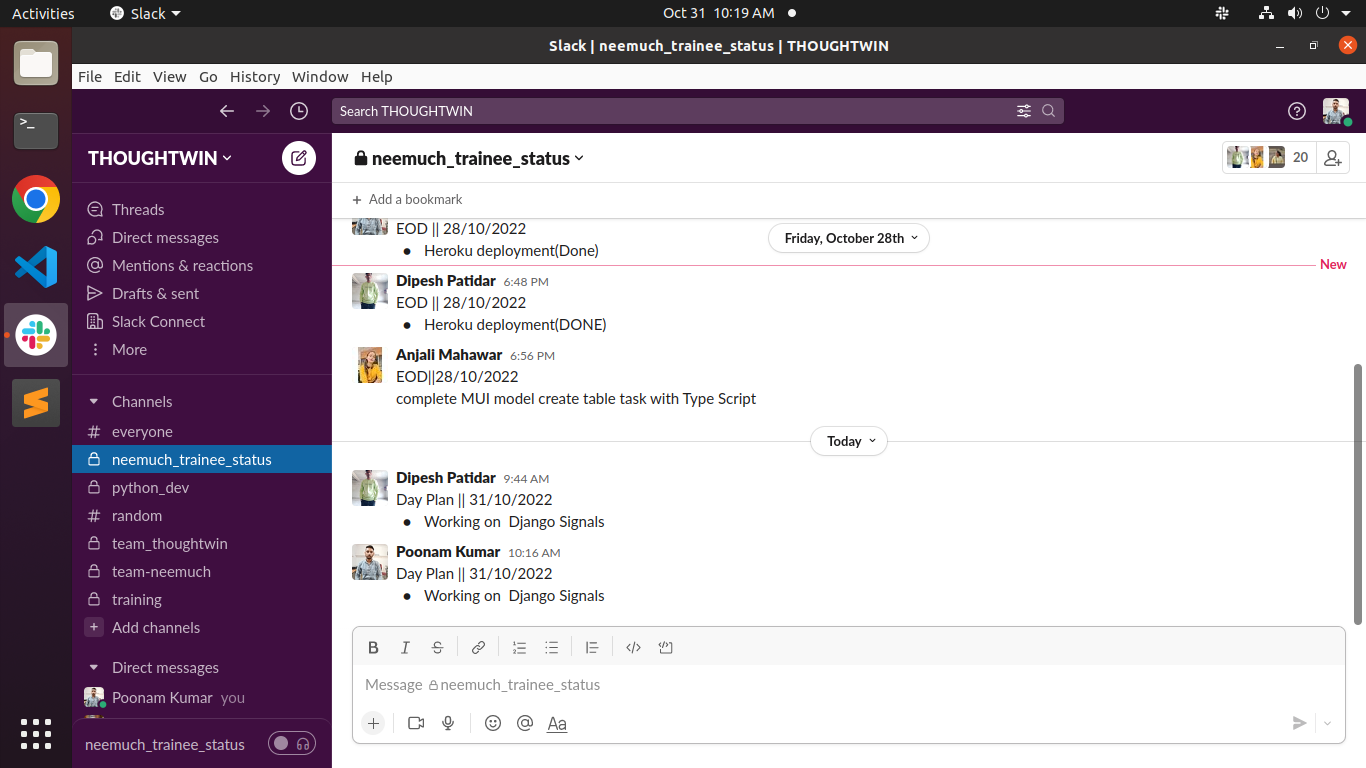 Activities
Slack
Oct 31 10:19 AM
Slack | neemuch_trainee_status | THOUGHTWIN
File Edit View Go History Window Help
Search THOUGHTWIN
THOUGHTWIN
Threads
Direct messages
Mentions & reactions
Drafts & sent
Slack Connect
More
Channels
# everyone
neemuch_trainee_status
python_dev
# random
team_thoughtwin
team-neemuch
training
+ Add channels
Direct messages
Poonam Kumar you
neemuch_trainee_status
neemuch_trainee_status
20
+ Add a bookmark
EOD || 28/10/2022
• Heroku deployment(Done)
Friday, October 28th
New
Dipesh Patidar 6:48 PM
EOD || 28/10/2022
• Heroku deployment(DONE)
Anjali Mahawar 6:56 PM
EOD||28/10/2022
complete MUI model create table task with Type Script
Today
Dipesh Patidar 9:44 AM
Day Plan || 31/10/2022
• Working on  Django Signals
Poonam Kumar 10:16 AM
Day Plan || 31/10/2022
• Working on  Django Signals
B I S
Message neemuch_trainee_status
+ @ Aa